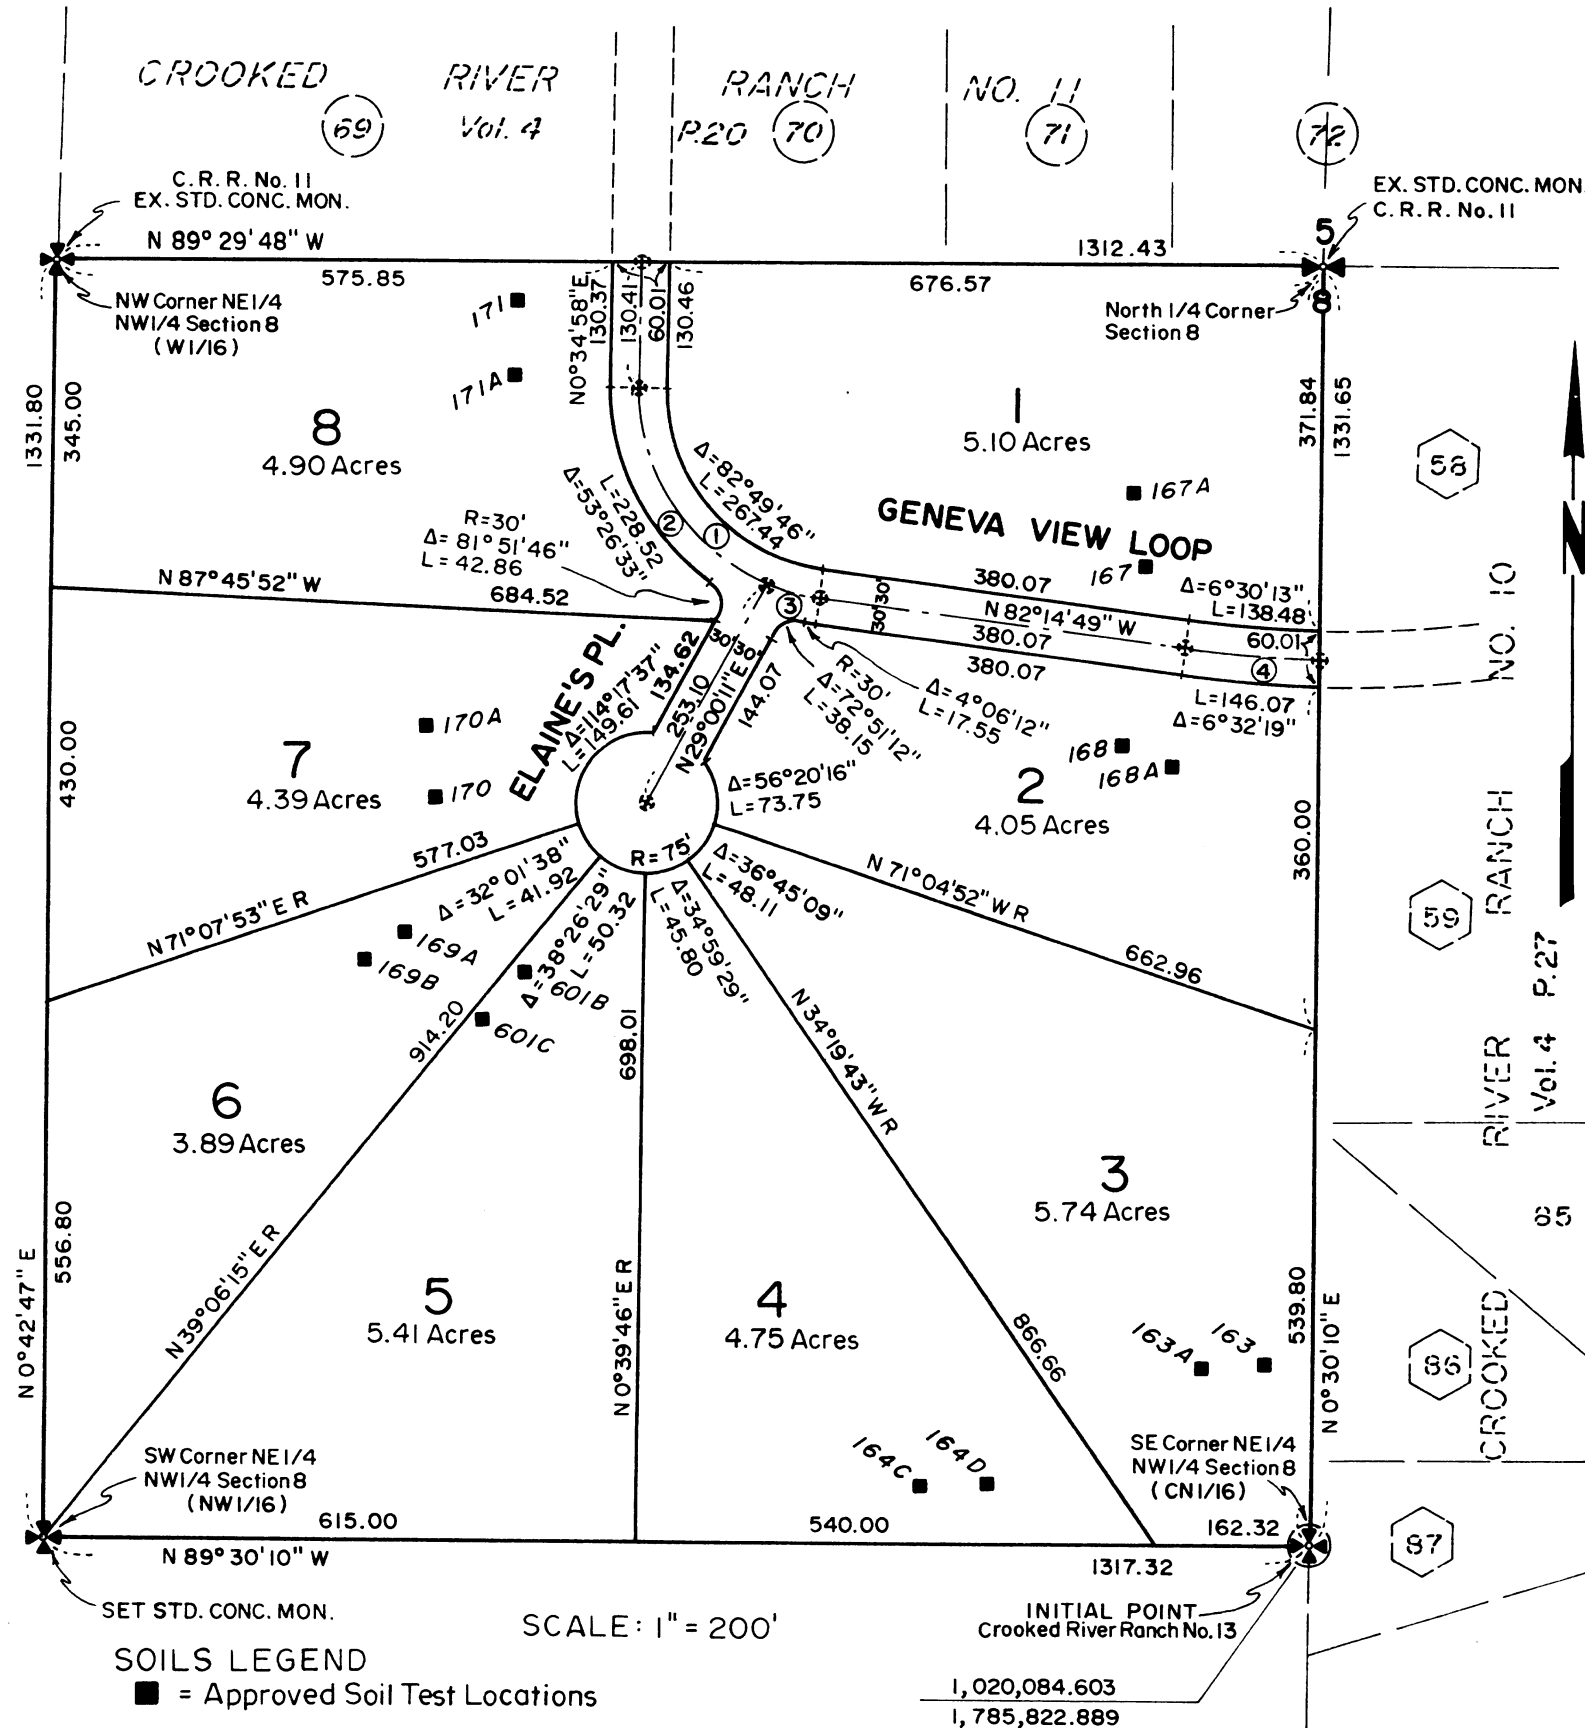 CROOKED RIVER RANCH NO. 11
69 Vol. 4 P.20 70 71 72
C.R.R. No. 11
EX. STD. CONC. MON.
EX. STD. CONC. MON.
C.R.R. No. 11
N 89° 29' 48" W
1312.43
5
575.85
676.57
8
NW Corner NE1/4
NW1/4 Section 8
(W1/16)
North 1/4 Corner
Section 8
171
171A
N0°34'58"E
130.37
130.41
60.01
130.46
1331.80
345.00
371.84
1331.65
8
4.90 Acres
1
5.10 Acres
58
167A
Δ=82°49'46"
L=267.44
L=228.52
Δ=53°26'33"
2
1
R=30'
Δ= 81° 51'46"
L= 42.86
GENEVA VIEW LOOP
N
167
N 87°45'52" W
684.52
380.07
Δ=6°30'13"
L=138.48
3
30'
30'
N 82°14'49" W
380.07
60.01
380.07
4
L=146.07
Δ=6°32'19"
30'
30'
134.62
253.10
N29°00'11"E
144.07
R=30'
Δ=72°51'12"
L=38.15
Δ=4°06'12"
L=17.55
ELAINE'S PL.
Δ=114°17'37"
L=149.61
170A
170
7
4.39 Acres
430.00
168
168A
2
4.05 Acres
360.00
Δ=56°20'16"
L=73.75
R=75'
577.03
N 71°07'53" E R
Δ=32°01'38"
L=41.92
Δ=38°26'29"
L=50.32
Δ=34°59'29"
L=45.80
Δ=36°45'09"
L=48.11
N 71°04'52" W R
662.96
59
169A
169B
601B
601C
914.20
698.01
N34°19'43" W R
6
3.89 Acres
3
5.74 Acres
CROOKED RIVER RANCH NO. 10
Vol. 4 P.27
85
556.80
N 0°42'47" E
N39°06'15" E R
5
5.41 Acres
N 0°39'46" E R
4
4.75 Acres
866.66
539.80
N 0°30'10" E
163A
163
86
SW Corner NE1/4
NW1/4 Section 8
(NW1/16)
164C
164D
SE Corner NE1/4
NW1/4 Section 8
(CN1/16)
615.00
540.00
162.32
87
N 89°30'10" W
1317.32
SET STD. CONC. MON.
INITIAL POINT
Crooked River Ranch No.13
SCALE: 1" = 200'
SOILS LEGEND
= Approved Soil Test Locations
1,020,084.603
1,785,822.889